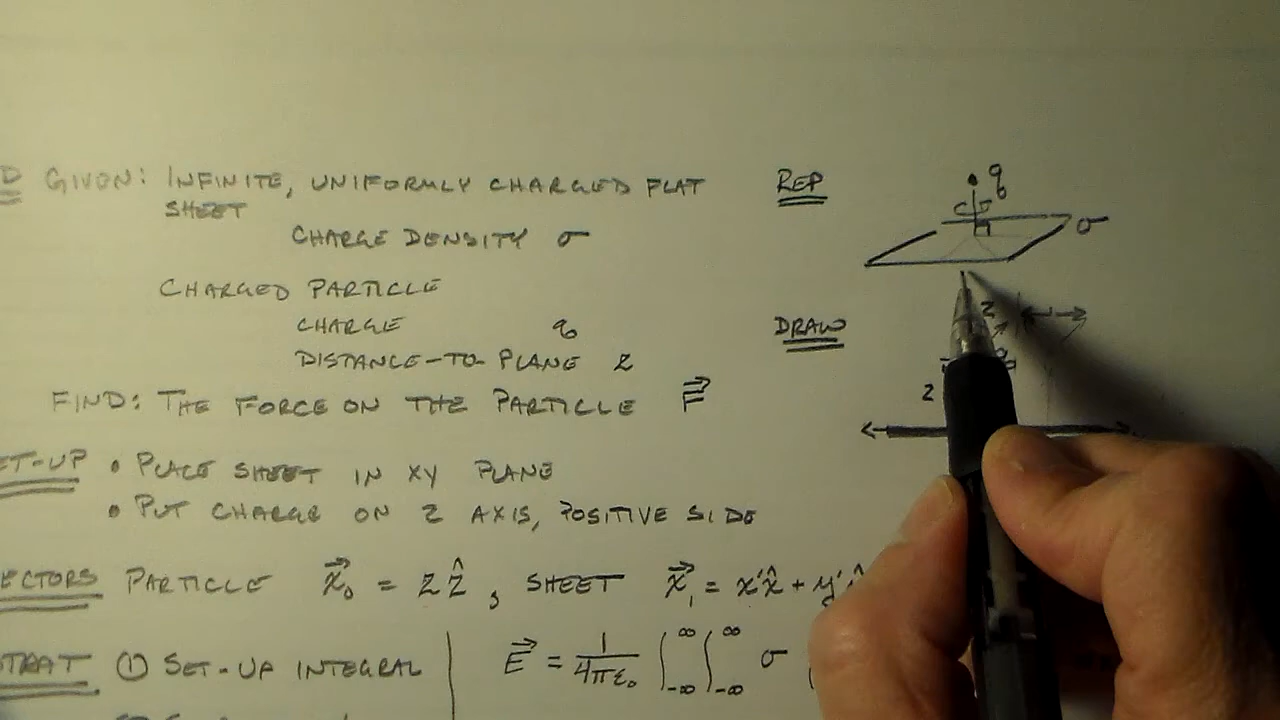 D GIVEN: INFINITE, UNIFORMLY CHARGED FLAT
SHEET
CHARGE DENSITY σ
CHARGED PARTICLE
CHARGE q
DISTANCE-TO PLANE z
FIND: THE FORCE ON THE PARTICLE F⃗
REP
q
σ
DRAW
z
z
ET-UP • PLACE SHEET IN XY PLANE
• PUT CHARGE ON Z AXIS, POSITIVE SIDE
ECTORS PARTICLE x⃗₀ = z ẑ, SHEET x⃗₁ = x'x̂ + y'
STRAT ① SET-UP INTEGRAL
E⃗ = 1/4πε₀ ∫_{-∞}^{∞} ∫_{-∞}^{∞} σ